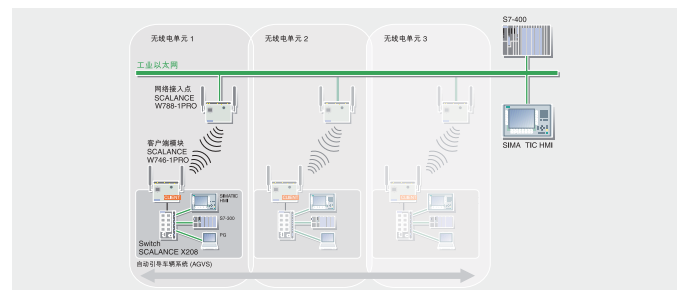 S7-400
无线电单元 1
无线电单元 2
无线电单元 3
工业以太网
网络接入点
SCALANCE
W788-1PRO
SIMA TIC HMI
客户端模块
SCALANCE
W746-1PRO
SIMATIC
HMI
S7-300
PG
Switch
SCALANCE X208
自动引导车辆系统 (AGVS)